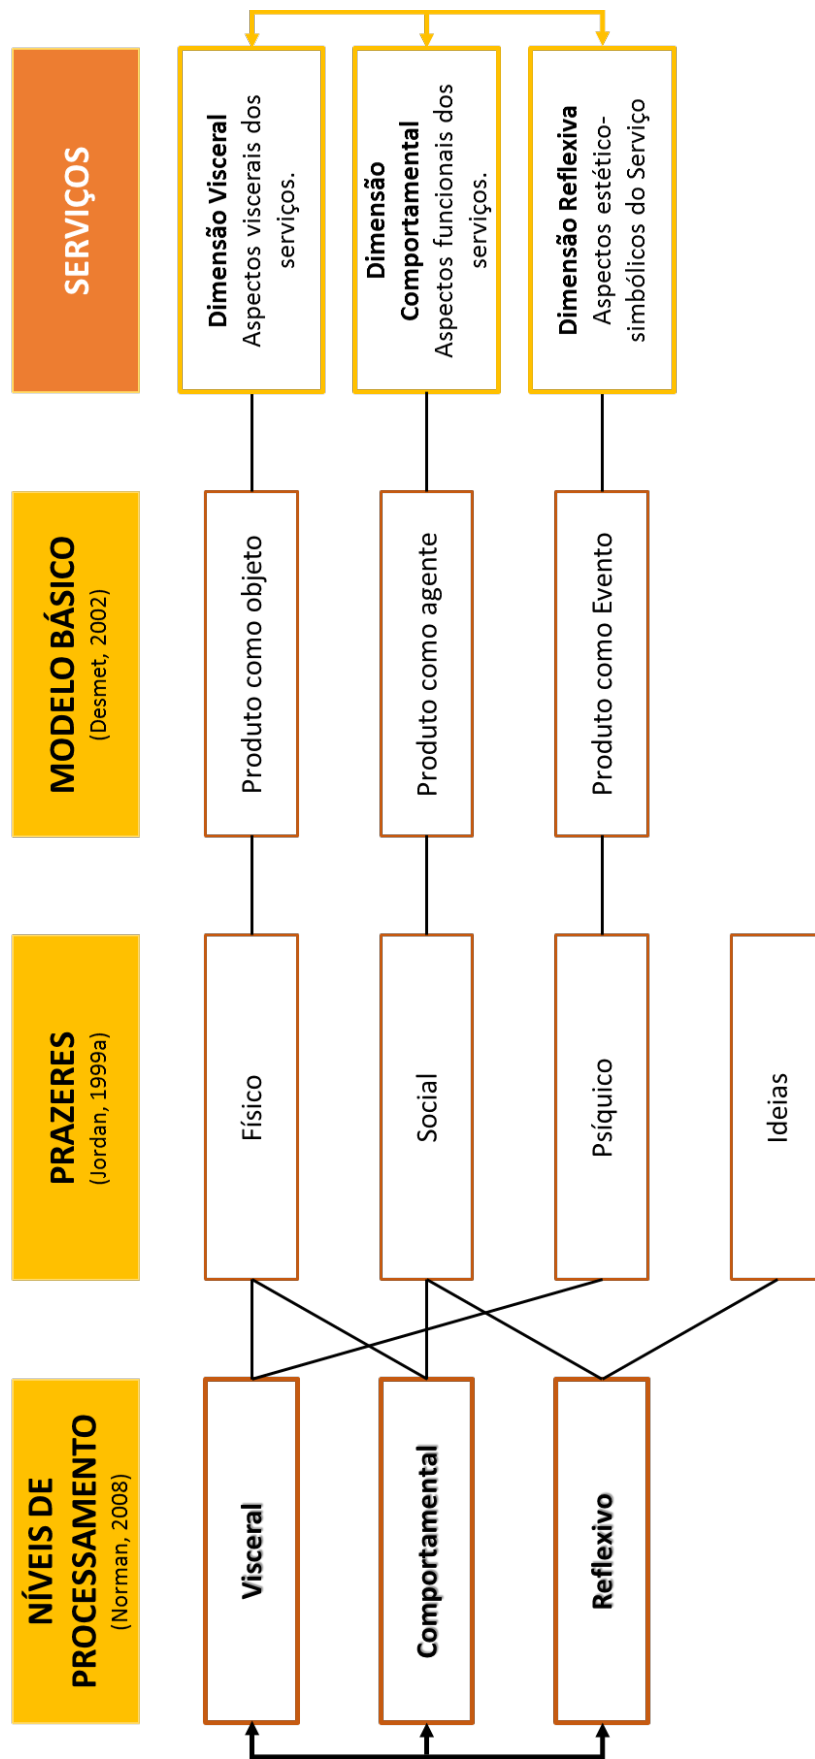 NÍVEIS DE
PROCESSAMENTO
(Norman, 2008)
PRAZERES
(Jordan, 1999a)
MODELO BÁSICO
(Desmet, 2002)
SERVIÇOS
Visceral
Físico
Produto como objeto
Dimensão Visceral
Aspectos viscerais dos
serviços.
Comportamental
Social
Produto como agente
Dimensão
Comportamental
Aspectos funcionais dos
serviços.
Reflexivo
Psíquico
Produto como Evento
Dimensão Reflexiva
Aspectos estético-
simbólicos do Serviço
Ideias